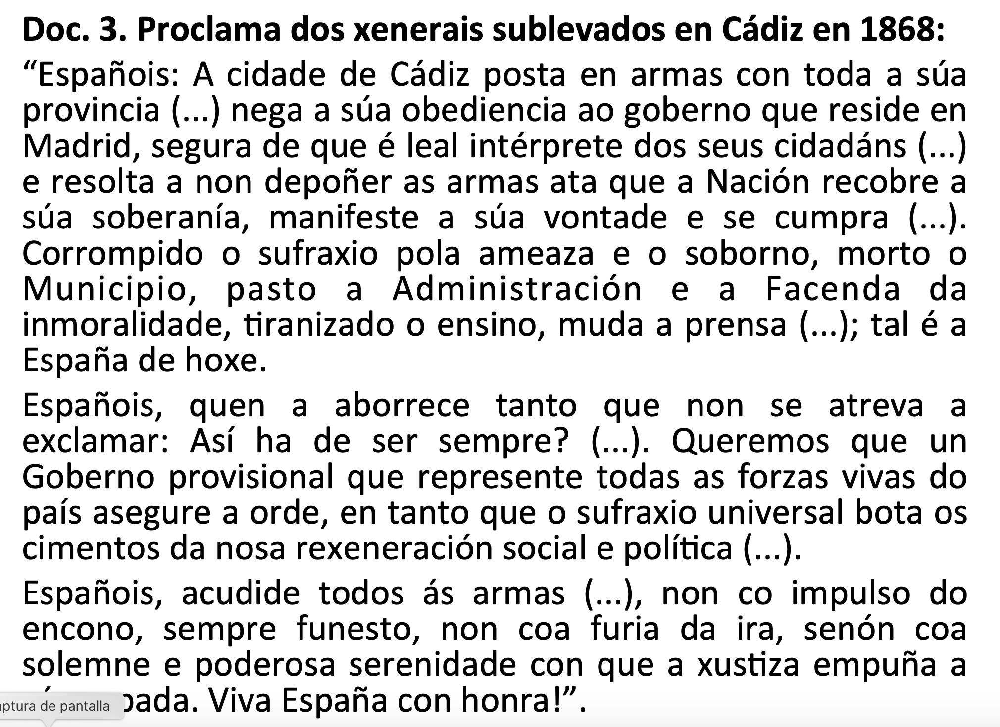 Doc. 3. Proclama dos xenerais sublevados en Cádiz en 1868:
“Españois: A cidade de Cádiz posta en armas con toda a súa
provincia (...) nega a súa obediencia ao goberno que reside en
Madrid, segura de que é leal intérprete dos seus cidadáns (...)
e resolta a non depoñer as armas ata que a Nación recobre a
súa soberanía, manifeste a súa vontade e se cumpra (...).
Corrompido o sufraxio pola ameaza e o soborno, morto o
Municipio, pasto a Administración e a Facenda da
inmoralidade, tiranizado o ensino, muda a prensa (...); tal é a
España de hoxe.
Españois, quen a aborrece tanto que non se atreva a
exclamar: Así ha de ser sempre? (...). Queremos que un
Goberno provisional que represente todas as forzas vivas do
país asegure a orde, en tanto que o sufraxio universal bota os
cimentos da nosa rexeneración social e política (...).
Españois, acudide todos ás armas (...), non co impulso do
encono, sempre funesto, non coa furia da ira, senón coa
solemne e poderosa serenidade con que a xustiza empuña a
pada. Viva España con honra!”.
aptura de pantalla